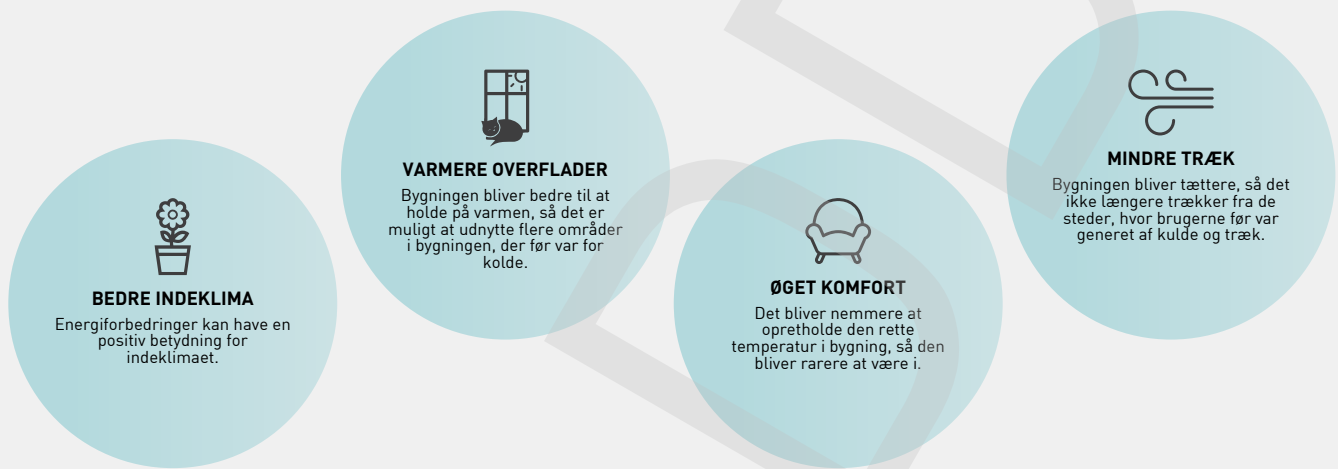 BEDRE INDEKLIMA
Energiforbedringer kan have en
positiv betydning for
indeklimaet.
VARMERE OVERFLADER
Bygningen bliver bedre til at
holde på varmen, så det er
muligt at udnytte flere områder
i bygningen, der før var for
kolde.
ØGET KOMFORT
Det bliver nemmere at
opretholde den rette
temperatur i bygning, så den
bliver rarere at være i.
MINDRE TRÆK
Bygningen bliver tættere, så det
ikke længere trækker fra de
steder, hvor brugerne før var
generet af kulde og træk.